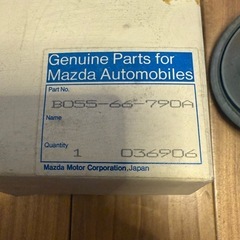 Genuine Parts for
Mazda Automobiles
Part No.
B055-66-790A
Name
Quantity
1 036906
Mazda Motor Corporation, Japan